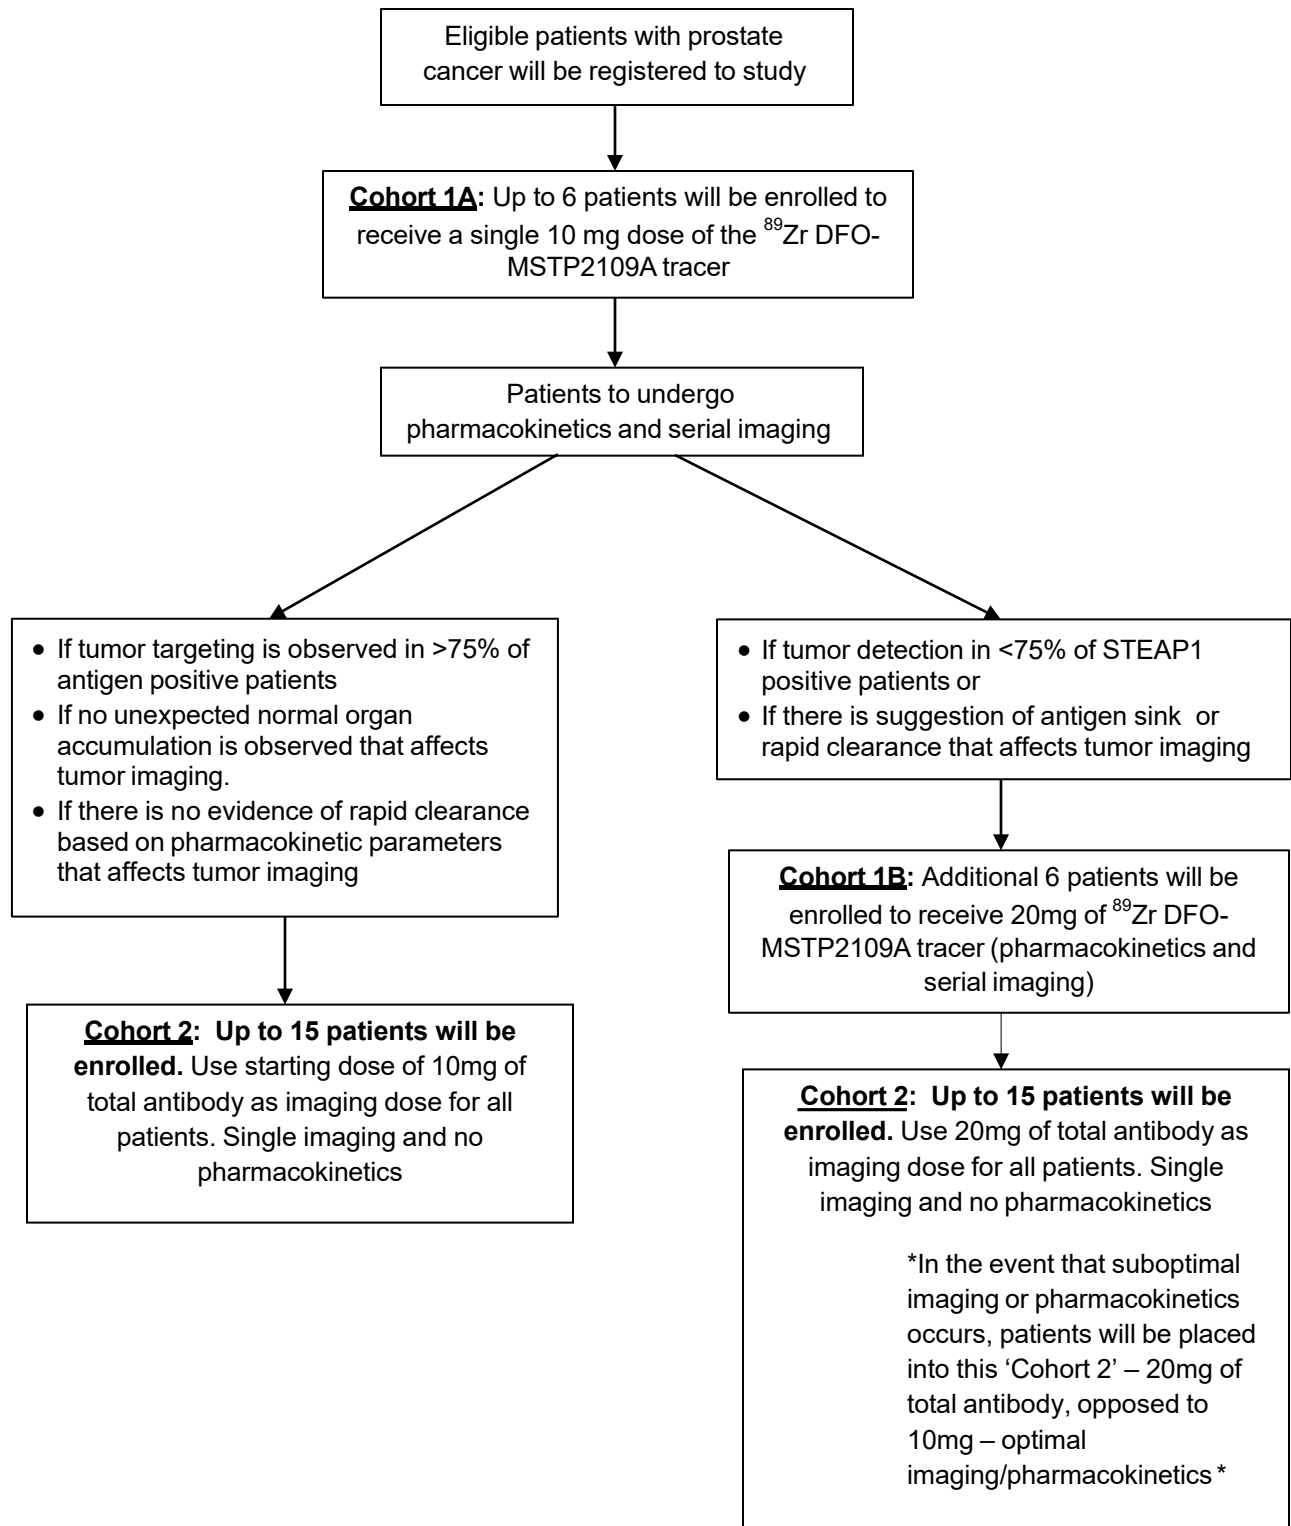 Eligible patients with prostate
cancer will be registered to study
Cohort 1A: Up to 6 patients will be enrolled to
receive a single 10 mg dose of the ⁸⁹Zr DFO-
MSTP2109A tracer
Patients to undergo
pharmacokinetics and serial imaging
• If tumor targeting is observed in >75% of
antigen positive patients
• If no unexpected normal organ
accumulation is observed that affects
tumor imaging.
• If there is no evidence of rapid clearance
based on pharmacokinetic parameters
that affects tumor imaging
Cohort 2: Up to 15 patients will be
enrolled. Use starting dose of 10mg of
total antibody as imaging dose for all
patients. Single imaging and no
pharmacokinetics
• If tumor detection in <75% of STEAP1
positive patients or
• If there is suggestion of antigen sink or
rapid clearance that affects tumor imaging
Cohort 1B: Additional 6 patients will be
enrolled to receive 20mg of ⁸⁹Zr DFO-
MSTP2109A tracer (pharmacokinetics and
serial imaging)
Cohort 2: Up to 15 patients will be
enrolled. Use 20mg of total antibody as
imaging dose for all patients. Single
imaging and no pharmacokinetics
*In the event that suboptimal
imaging or pharmacokinetics
occurs, patients will be placed
into this ‘Cohort 2’ – 20mg of
total antibody, opposed to
10mg – optimal
imaging/pharmacokinetics*